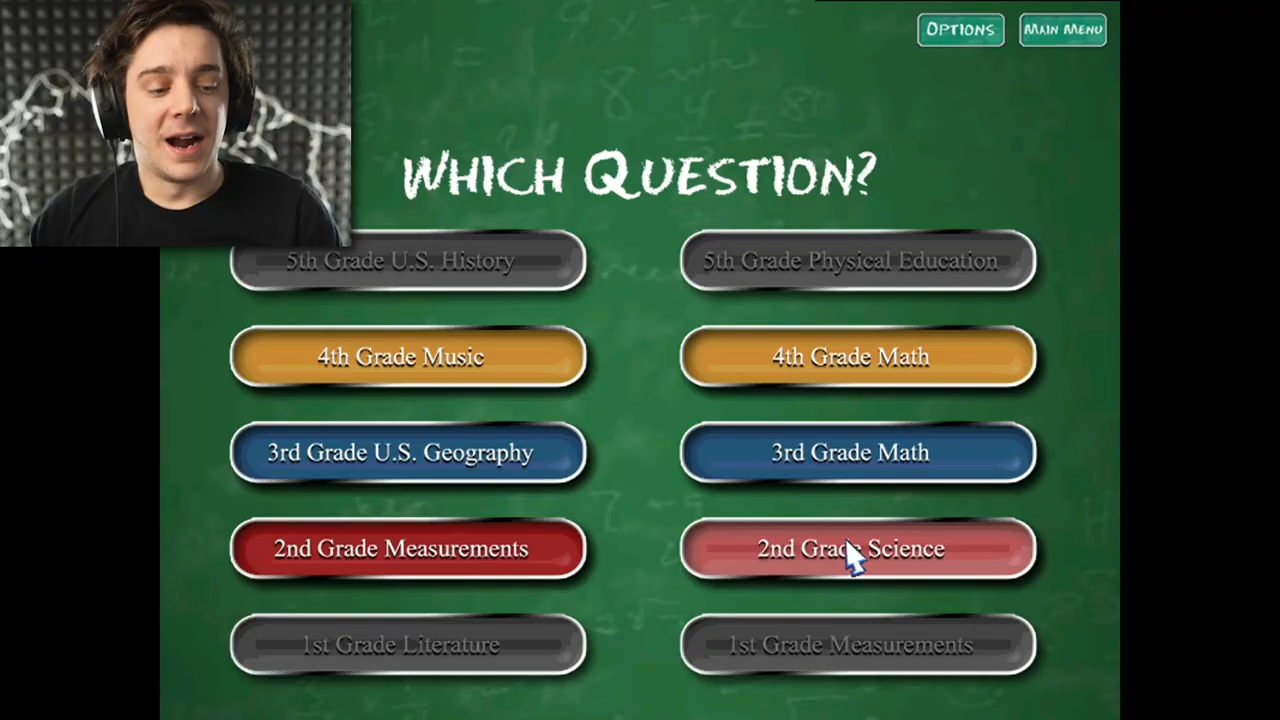 OPTIONS
MAIN MENU
WHICH QUESTION?
5th Grade U.S. History
5th Grade Physical Education
4th Grade Music
4th Grade Math
3rd Grade U.S. Geography
3rd Grade Math
2nd Grade Measurements
2nd Grade Science
1st Grade Literature
1st Grade Measurements